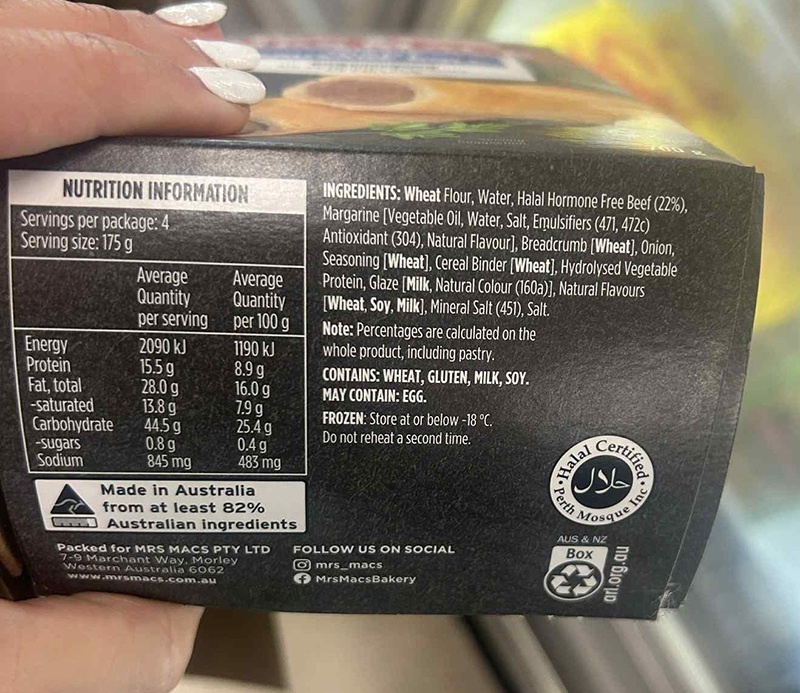 700 g
NUTRITION INFORMATION
Servings per package: 4
Serving size: 175 g
Average Quantity per serving
Average Quantity per 100 g
Energy 2090 kJ 1190 kJ
Protein 15.5 g 8.9 g
Fat, total 28.0 g 16.0 g
-saturated 13.8 g 7.9 g
Carbohydrate 44.5 g 25.4 g
-sugars 0.8 g 0.4 g
Sodium 845 mg 483 mg
Made in Australia
from at least 82%
Australian ingredients
Packed for MRS MACS PTY LTD
7-9 Marchant Way, Morley
Western Australia 6062
www.mrsmacs.com.au
FOLLOW US ON SOCIAL
mrs_macs
MrsMacsBakery
INGREDIENTS: Wheat Flour, Water, Halal Hormone Free Beef (22%),
Margarine [Vegetable Oil, Water, Salt, Emulsifiers (471, 472c)
Antioxidant (304), Natural Flavour], Breadcrumb [Wheat], Onion,
Seasoning [Wheat], Cereal Binder [Wheat], Hydrolysed Vegetable
Protein, Glaze [Milk, Natural Colour (160a)], Natural Flavours
[Wheat, Soy, Milk], Mineral Salt (451), Salt.
Note: Percentages are calculated on the
whole product, including pastry.
CONTAINS: WHEAT, GLUTEN, MILK, SOY.
MAY CONTAIN: EGG.
FROZEN: Store at or below -18 °C.
Do not reheat a second time.
Halal Certified
حلال
Perth Mosque Inc
AUS & NZ
Box
arl.org.au